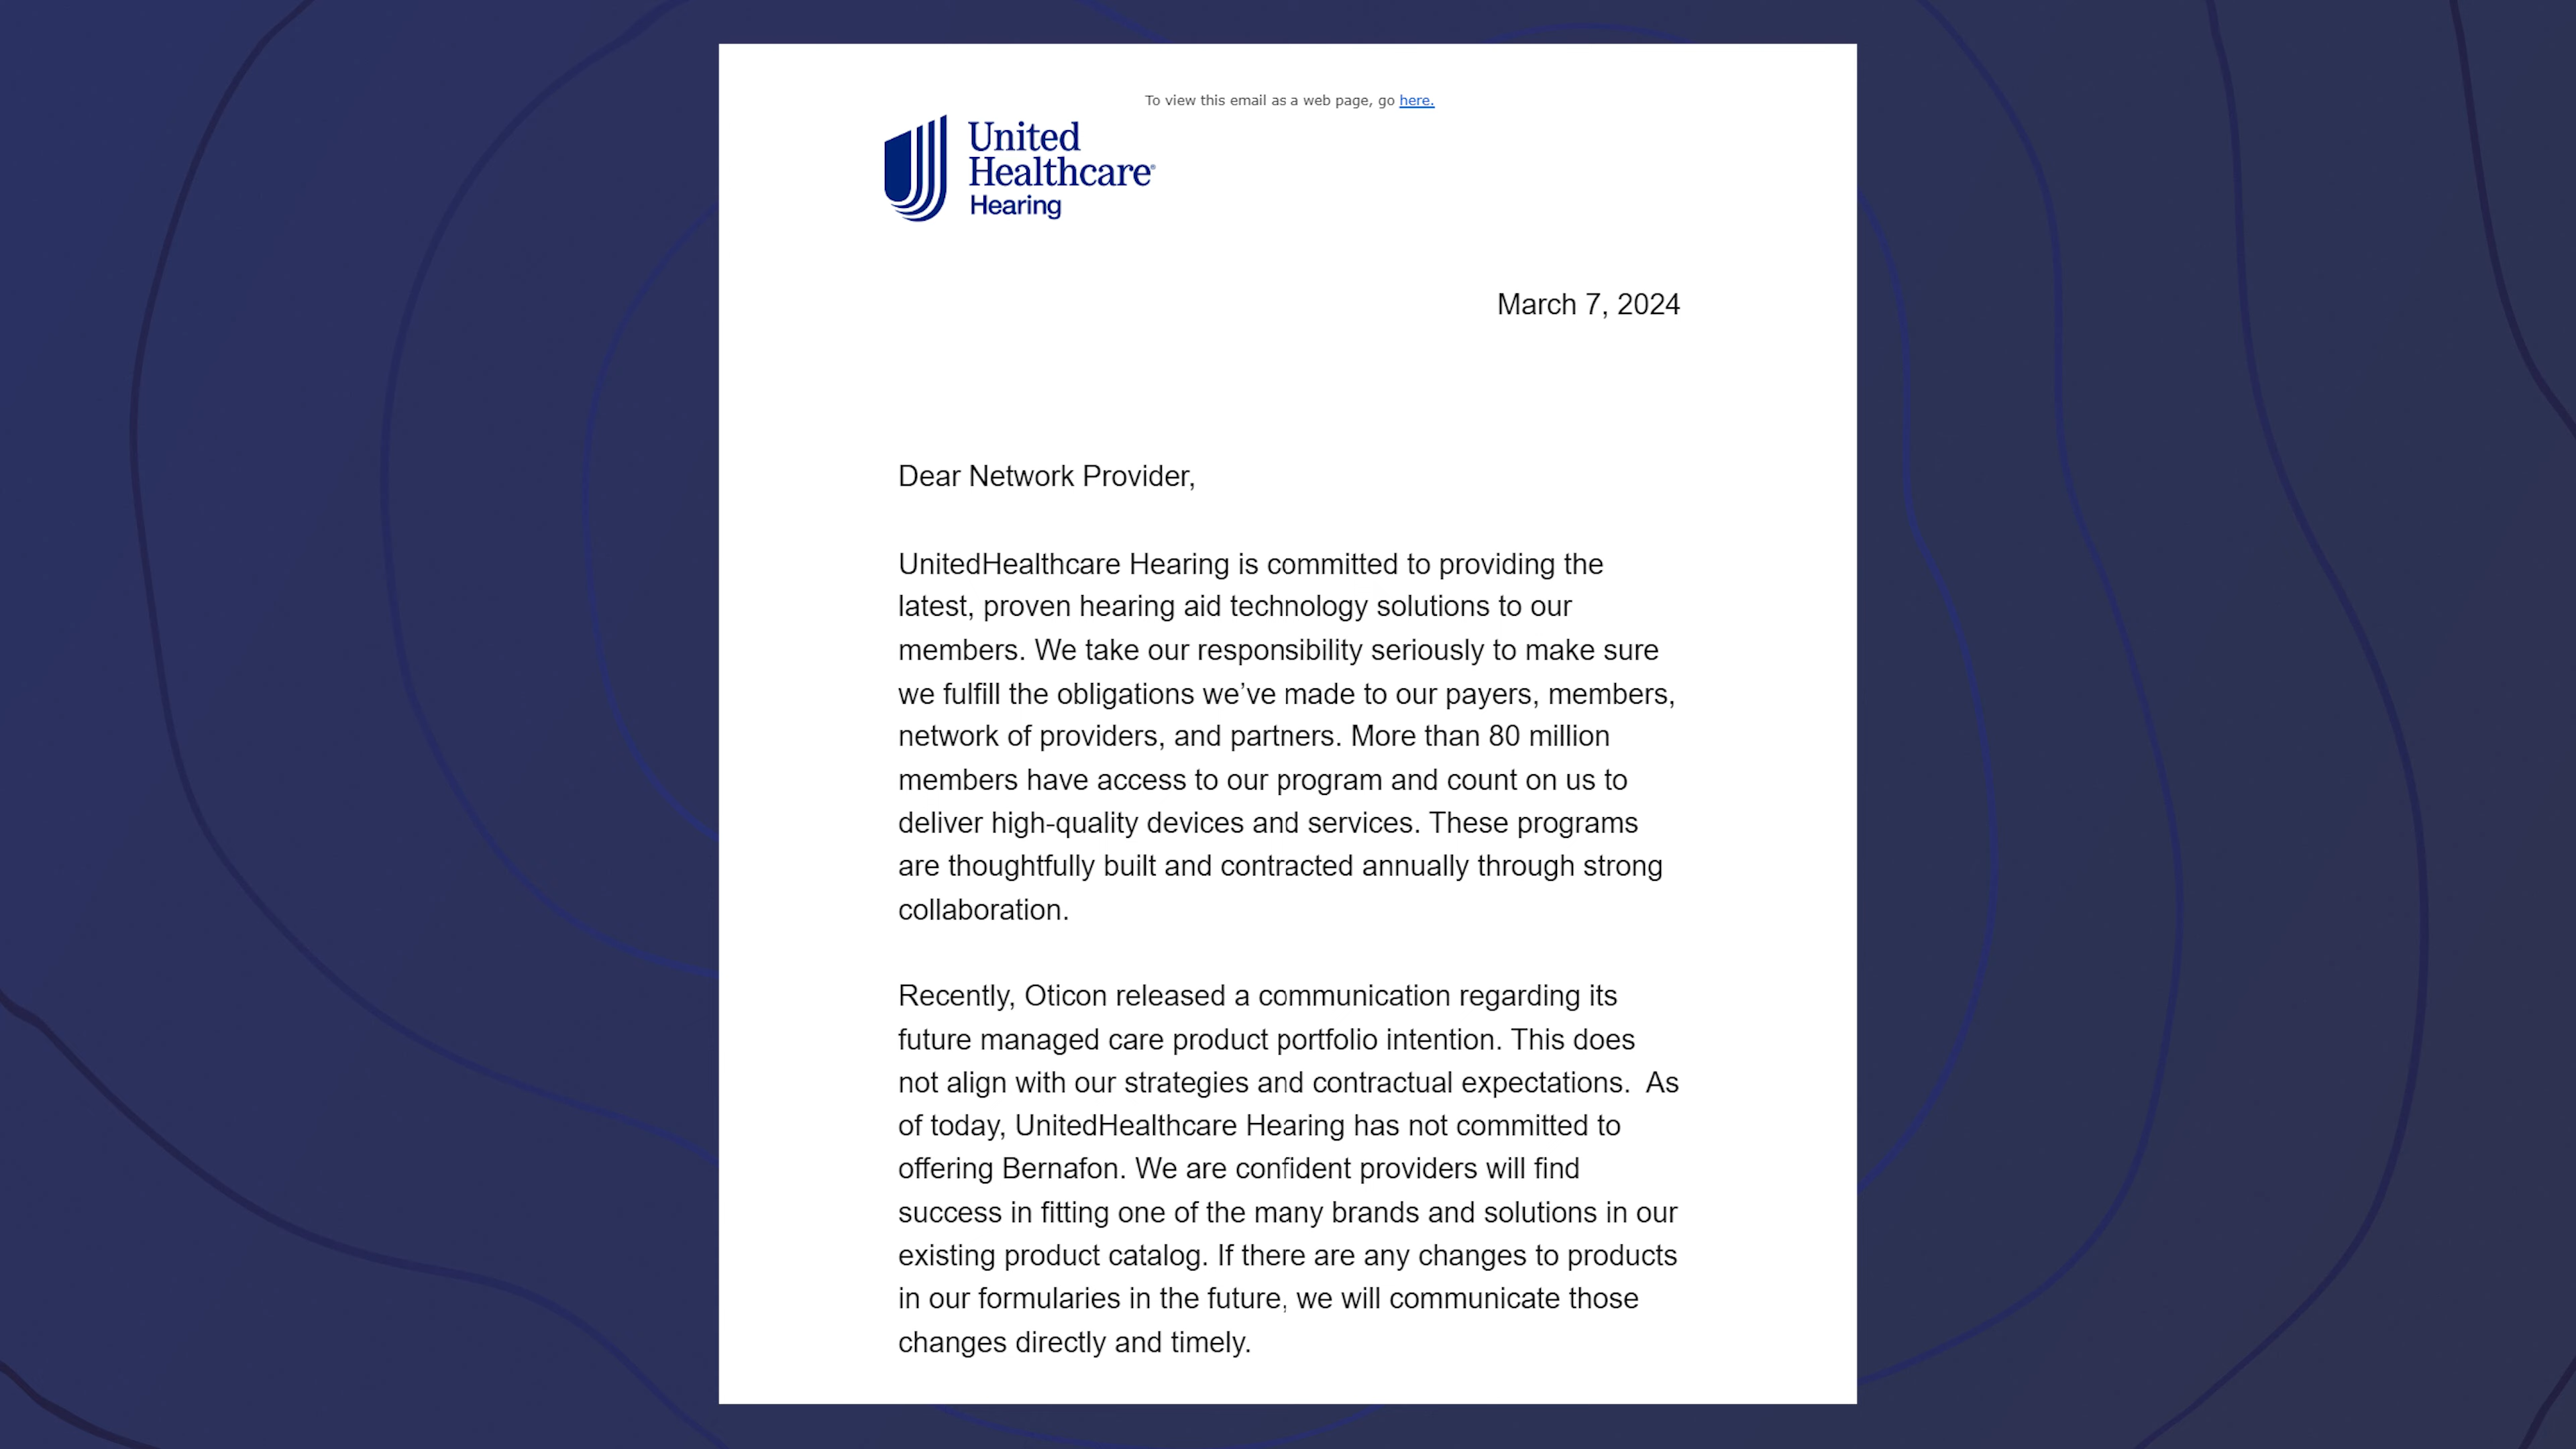 To view this email as a web page, go here.
United
Healthcare®
Hearing
March 7, 2024
Dear Network Provider,
UnitedHealthcare Hearing is committed to providing the
latest, proven hearing aid technology solutions to our
members. We take our responsibility seriously to make sure
we fulfill the obligations we’ve made to our payers, members,
network of providers, and partners. More than 80 million
members have access to our program and count on us to
deliver high-quality devices and services. These programs
are thoughtfully built and contracted annually through strong
collaboration.
Recently, Oticon released a communication regarding its
future managed care product portfolio intention. This does
not align with our strategies and contractual expectations.  As
of today, UnitedHealthcare Hearing has not committed to
offering Bernafon. We are confident providers will find
success in fitting one of the many brands and solutions in our
existing product catalog. If there are any changes to products
in our formularies in the future, we will communicate those
changes directly and timely.